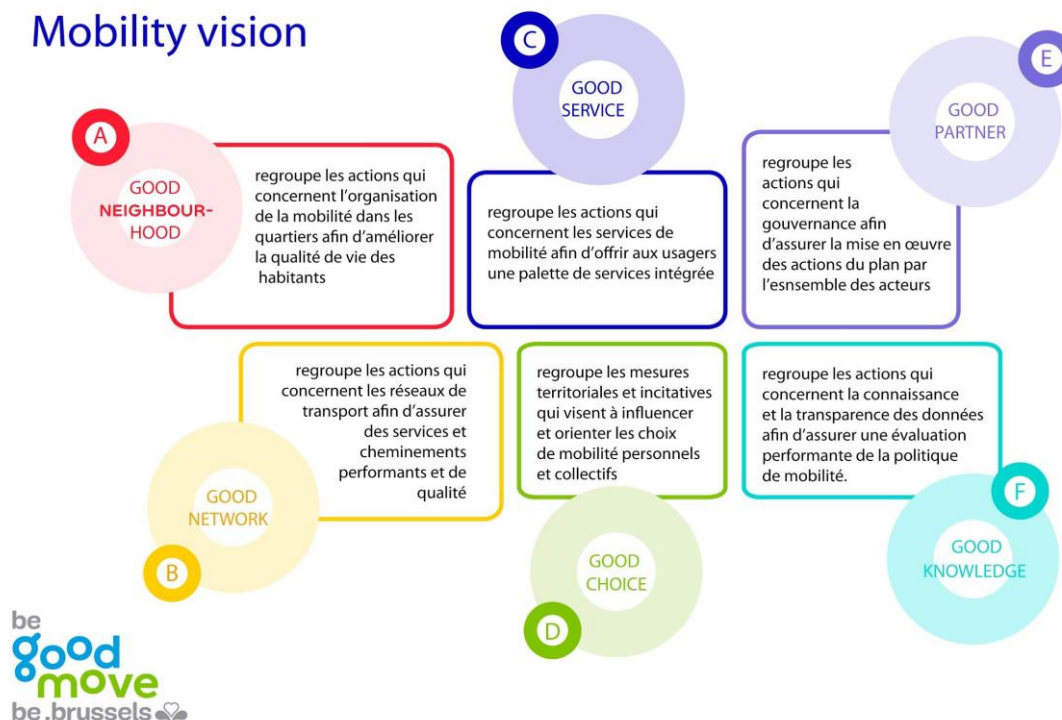 Mobility vision
A
GOOD
NEIGHBOUR-
HOOD
regroupe les actions qui
concernent l'organisation
de la mobilité dans les
quartiers afin d'améliorer
la qualité de vie des
habitants
C
GOOD
SERVICE
regroupe les actions qui
concernent les services de
mobilité afin d'offrir aux usagers
une palette de services intégrée
E
GOOD
PARTNER
regroupe les
actions qui
concernent la
gouvernance afin
d'assurer la mise en œuvre
des actions du plan par
l'esnsemble des acteurs
B
GOOD
NETWORK
regroupe les actions qui
concernent les réseaux de
transport afin d'assurer
des services et
cheminements
performants et de
qualité
D
GOOD
CHOICE
regroupe les mesures
territoriales et incitatives
qui visent à influencer
et orienter les choix
de mobilité personnels
et collectifs
F
GOOD
KNOWLEDGE
regroupe les actions qui
concernent la connaissance
et la transparence des données
afin d'assurer une évaluation
performante de la politique
de mobilité.
be
good
move
be.brussels